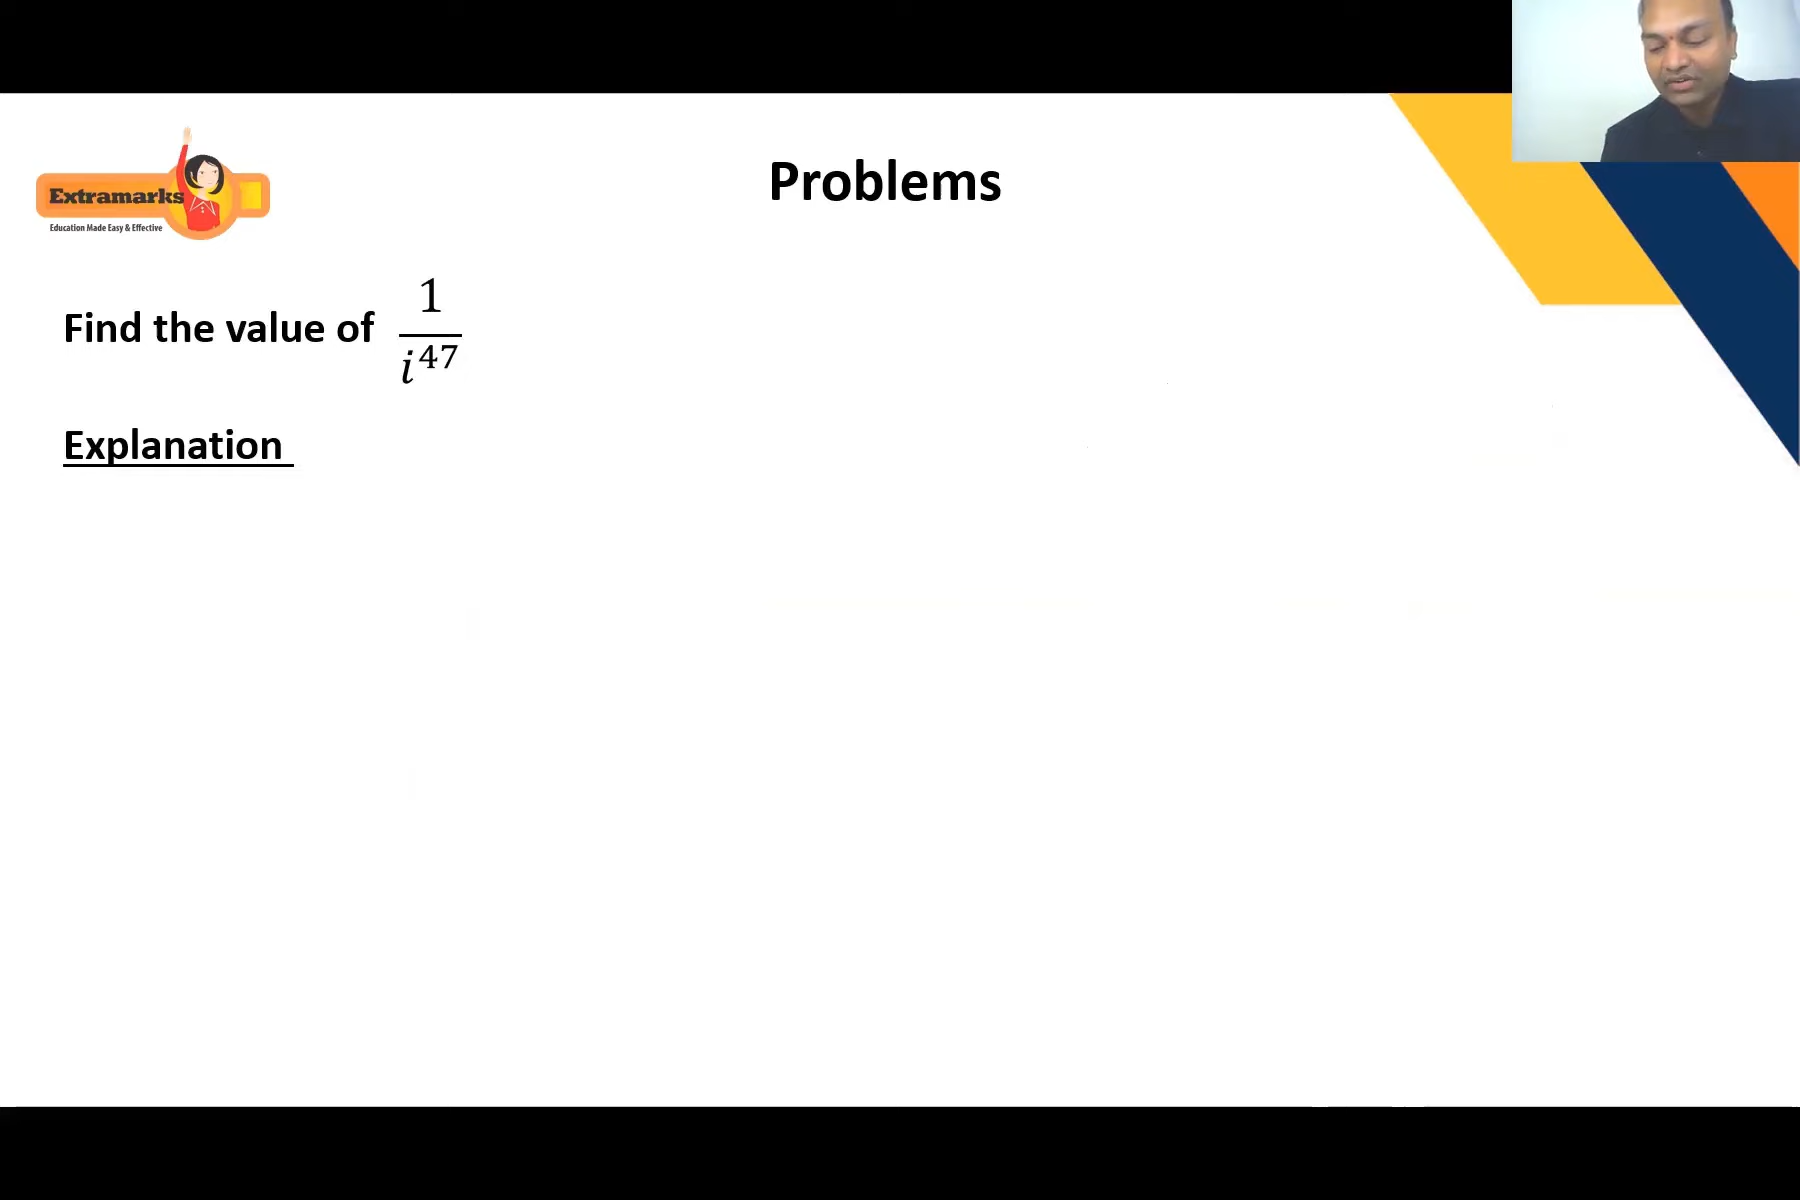 Extramarks
Education Made Easy & Effective
Problems
Find the value of 1/i^47
Explanation